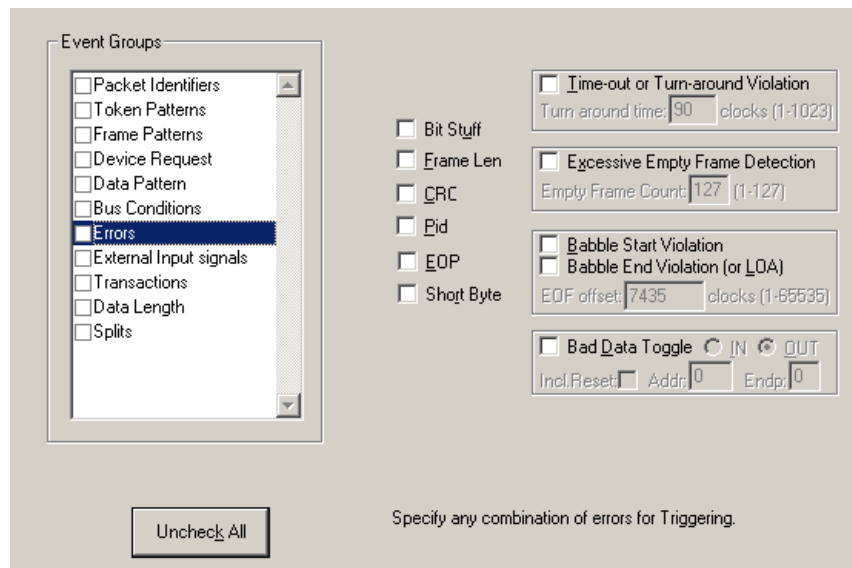 Event Groups
Packet Identifiers
Token Patterns
Frame Patterns
Device Request
Data Pattern
Bus Conditions
Errors
External Input signals
Transactions
Data Length
Splits
Uncheck All
Bit Stuff
Frame Len
CRC
Pid
EOP
Short Byte
Time-out or Turn-around Violation
Turn around time: 90 clocks (1-1023)
Excessive Empty Frame Detection
Empty Frame Count: 127 (1-127)
Babble Start Violation
Babble End Violation (or LOA)
EOF offset: 7435 clocks (1-65535)
Bad Data Toggle IN OUT
Incl.Reset: Addr: 0 Endp: 0
Specify any combination of errors for Triggering.